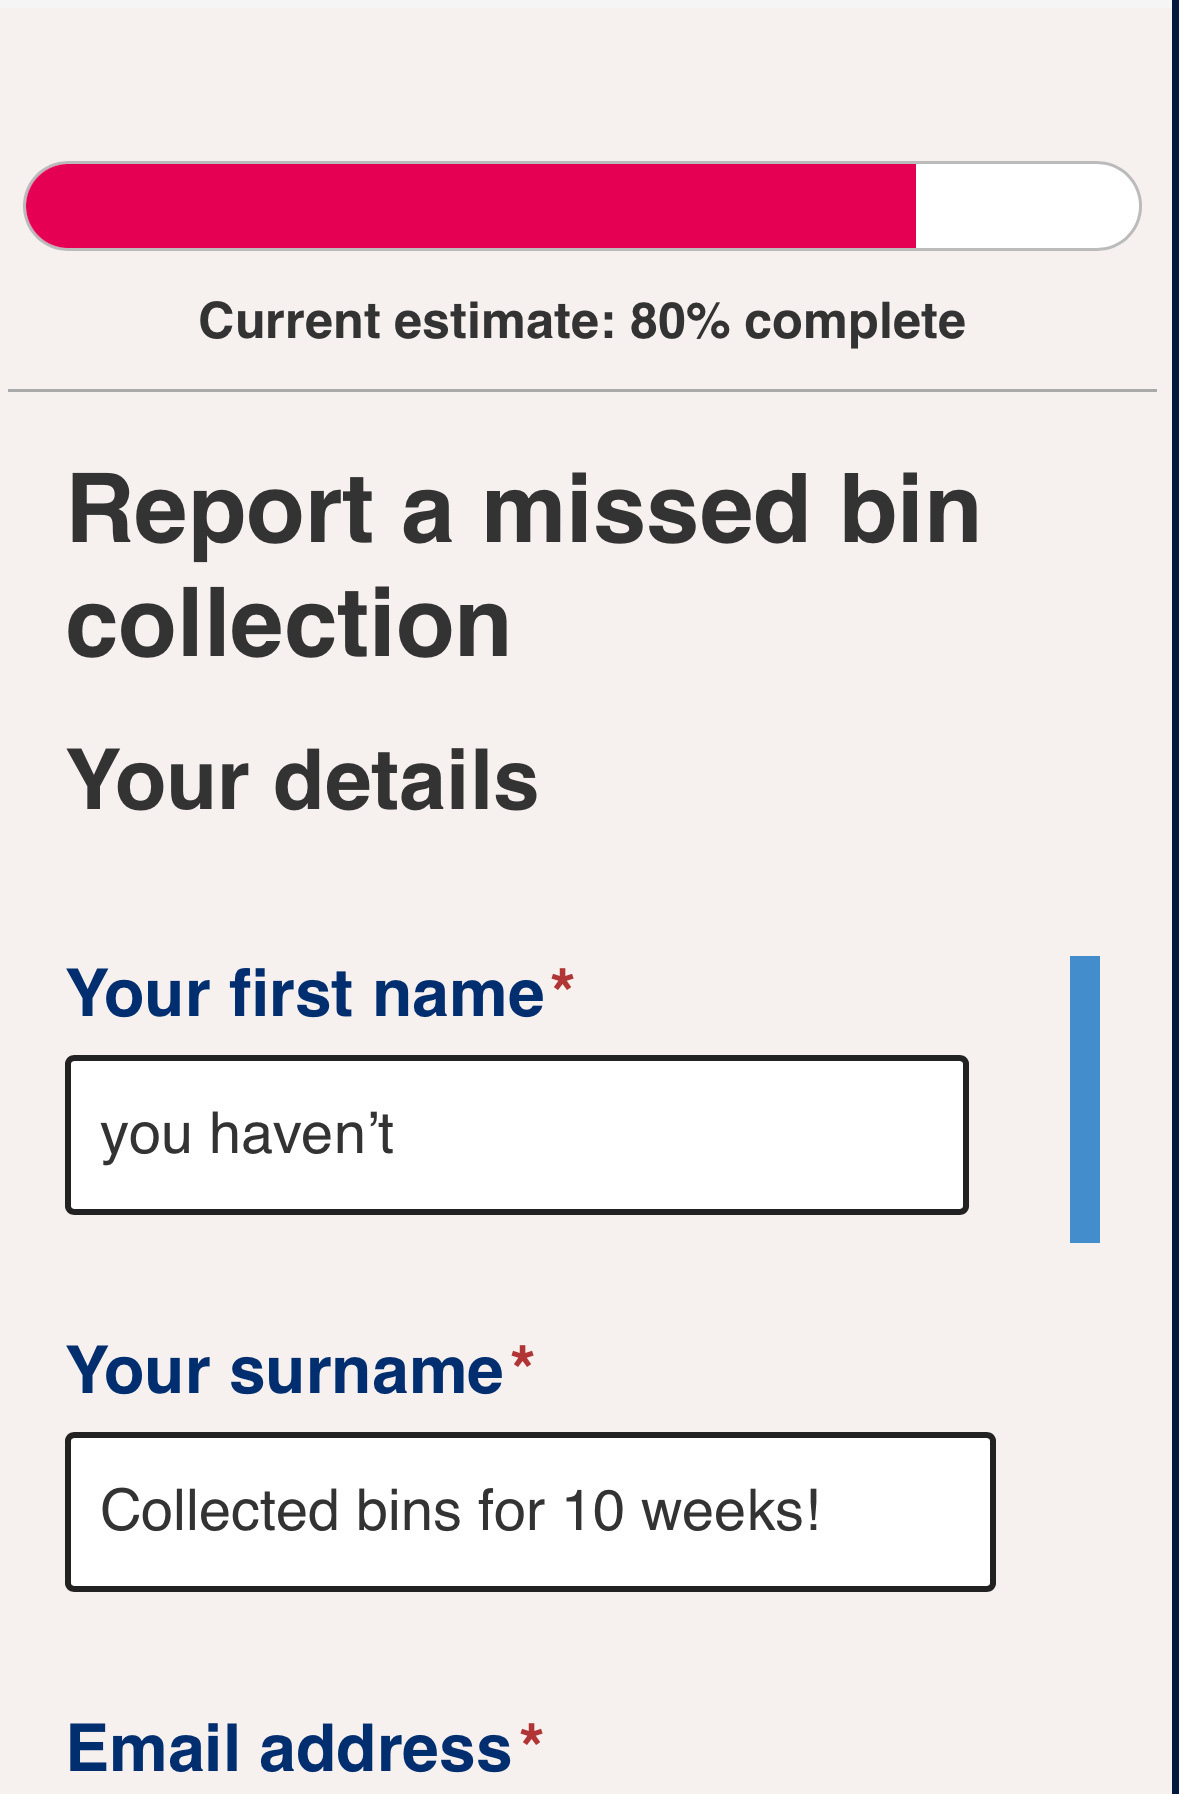 Current estimate: 80% complete
Report a missed bin
collection
Your details
Your first name*
you haven’t
Your surname*
Collected bins for 10 weeks!
Email address*